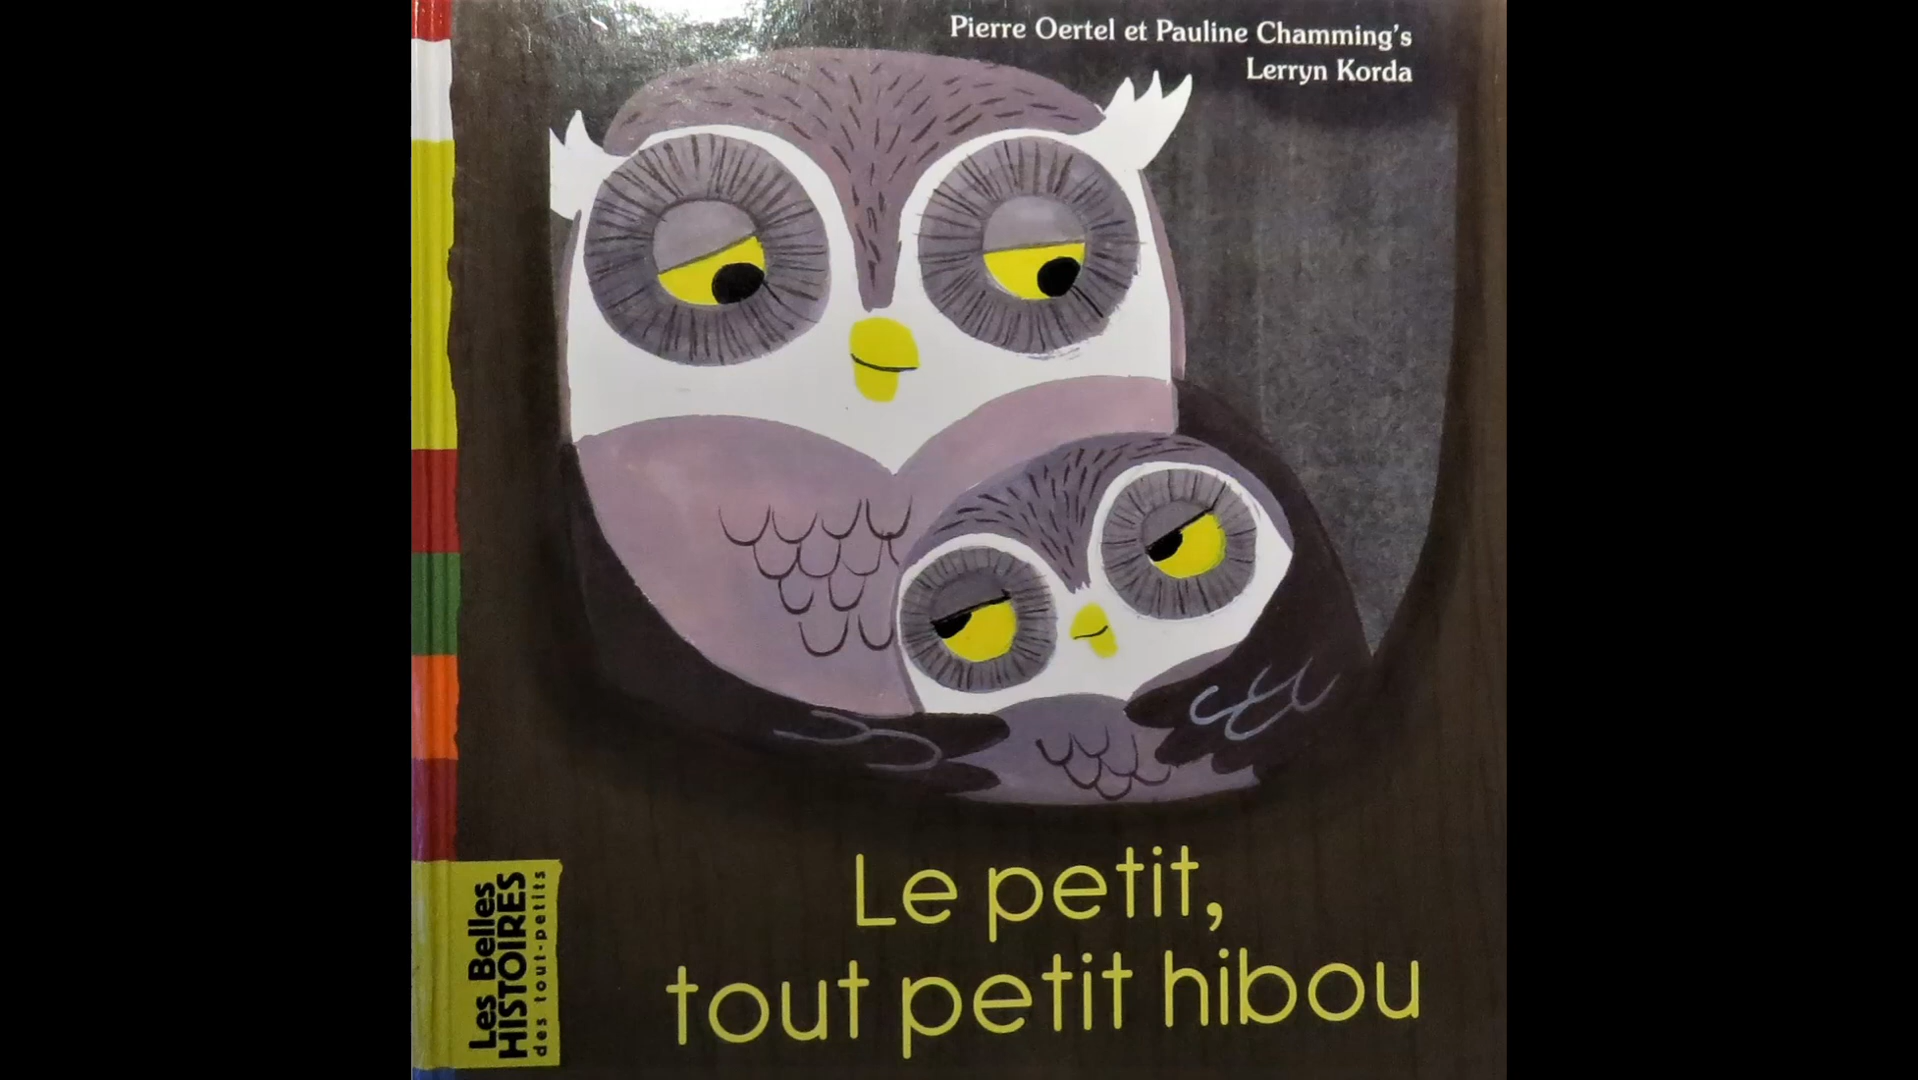 Pierre Oertel et Pauline Chamming's
Lerryn Korda
Le petit,
tout petit hibou
Les Belles
HISTOIRES
des tout-petits